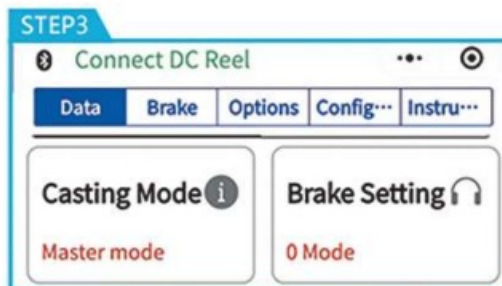 STEP3
Connect DC Reel
Data Brake Options Config··· Instru···
Casting Mode i Brake Setting
Master mode 0 Mode